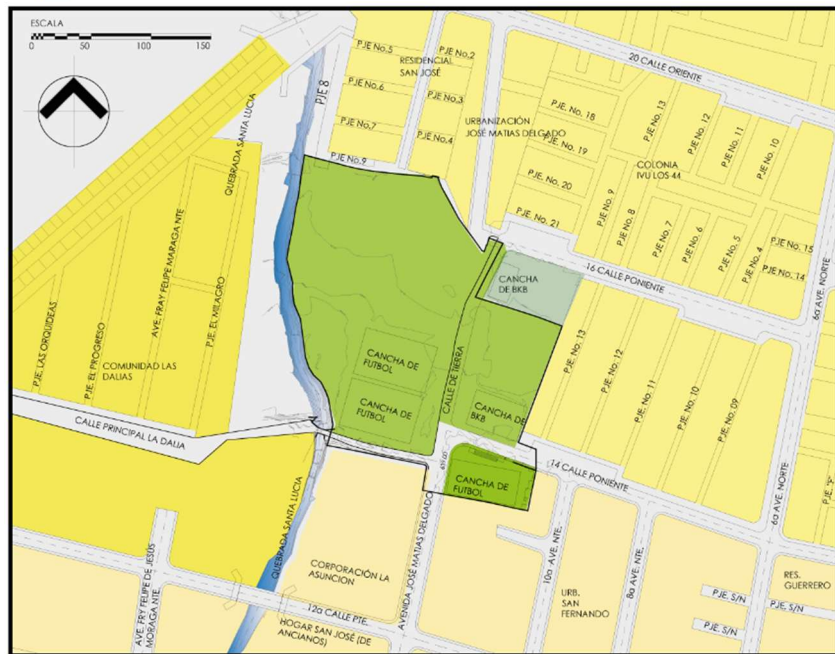 ESCALA
0 50 100 150
PJE 8
PJE No.5
PJE No.2
RESIDENCIAL
SAN JOSÉ
PJE No.6
PJE No.3
PJE No.7
PJE No.4
PJE No.9
URBANIZACIÓN
JOSÉ MATIAS DELGADO
20 CALLE ORIENTE
PJE. No. 18
PJE. No. 19
PJE. No. 20
PJE. No. 21
PJE No. 13
PJE No. 12
PJE No. 11
PJE No. 10
COLONIA
IVU LOS 44
PJE No. 9
PJE No. 8
PJE No. 7
PJE No. 6
PJE No. 5
PJE No. 4
PJE No. 15
PJE No. 14
QUEBRADA SANTA LUCIA
16 CALLE PONIENTE
6a AVE. NORTE
CANCHA
DE BKB
PJE. LAS ORQUIDEAS
PJE. EL PROGRESO
AVE. FRAY FELIPE MARAGA NTE
PJE. EL MILAGRO
COMUNIDAD LAS
DALIAS
CANCHA DE
FUTBOL
CANCHA DE
FUTBOL
CALLE DE TIERRA
CANCHA DE
BKB
PJE No. 13
PJE No. 12
PJE No. 11
PJE No. 10
PJE No. 09
CALLE PRINCIPAL LA DALIA
14 CALLE PONIENTE
CANCHA DE
FUTBOL
QUEBRADA SANTA LUCIA
CORPORACIÓN LA
ASUNCION
AVENIDA JOSÉ MATIAS DELGADO
10a AVE. NTE.
8a AVE. NTE.
6a AVE. NORTE
URB.
SAN
FERNANDO
RES.
GUERRERO
PJE. S/N
PJE. S/N
PJE. S/N
AVE. FRY FELIPE DE JESÚS
MORAGA NTE
12a CALLE PTE.
HOGAR SAN JOSÉ (DE
ANCIANOS)